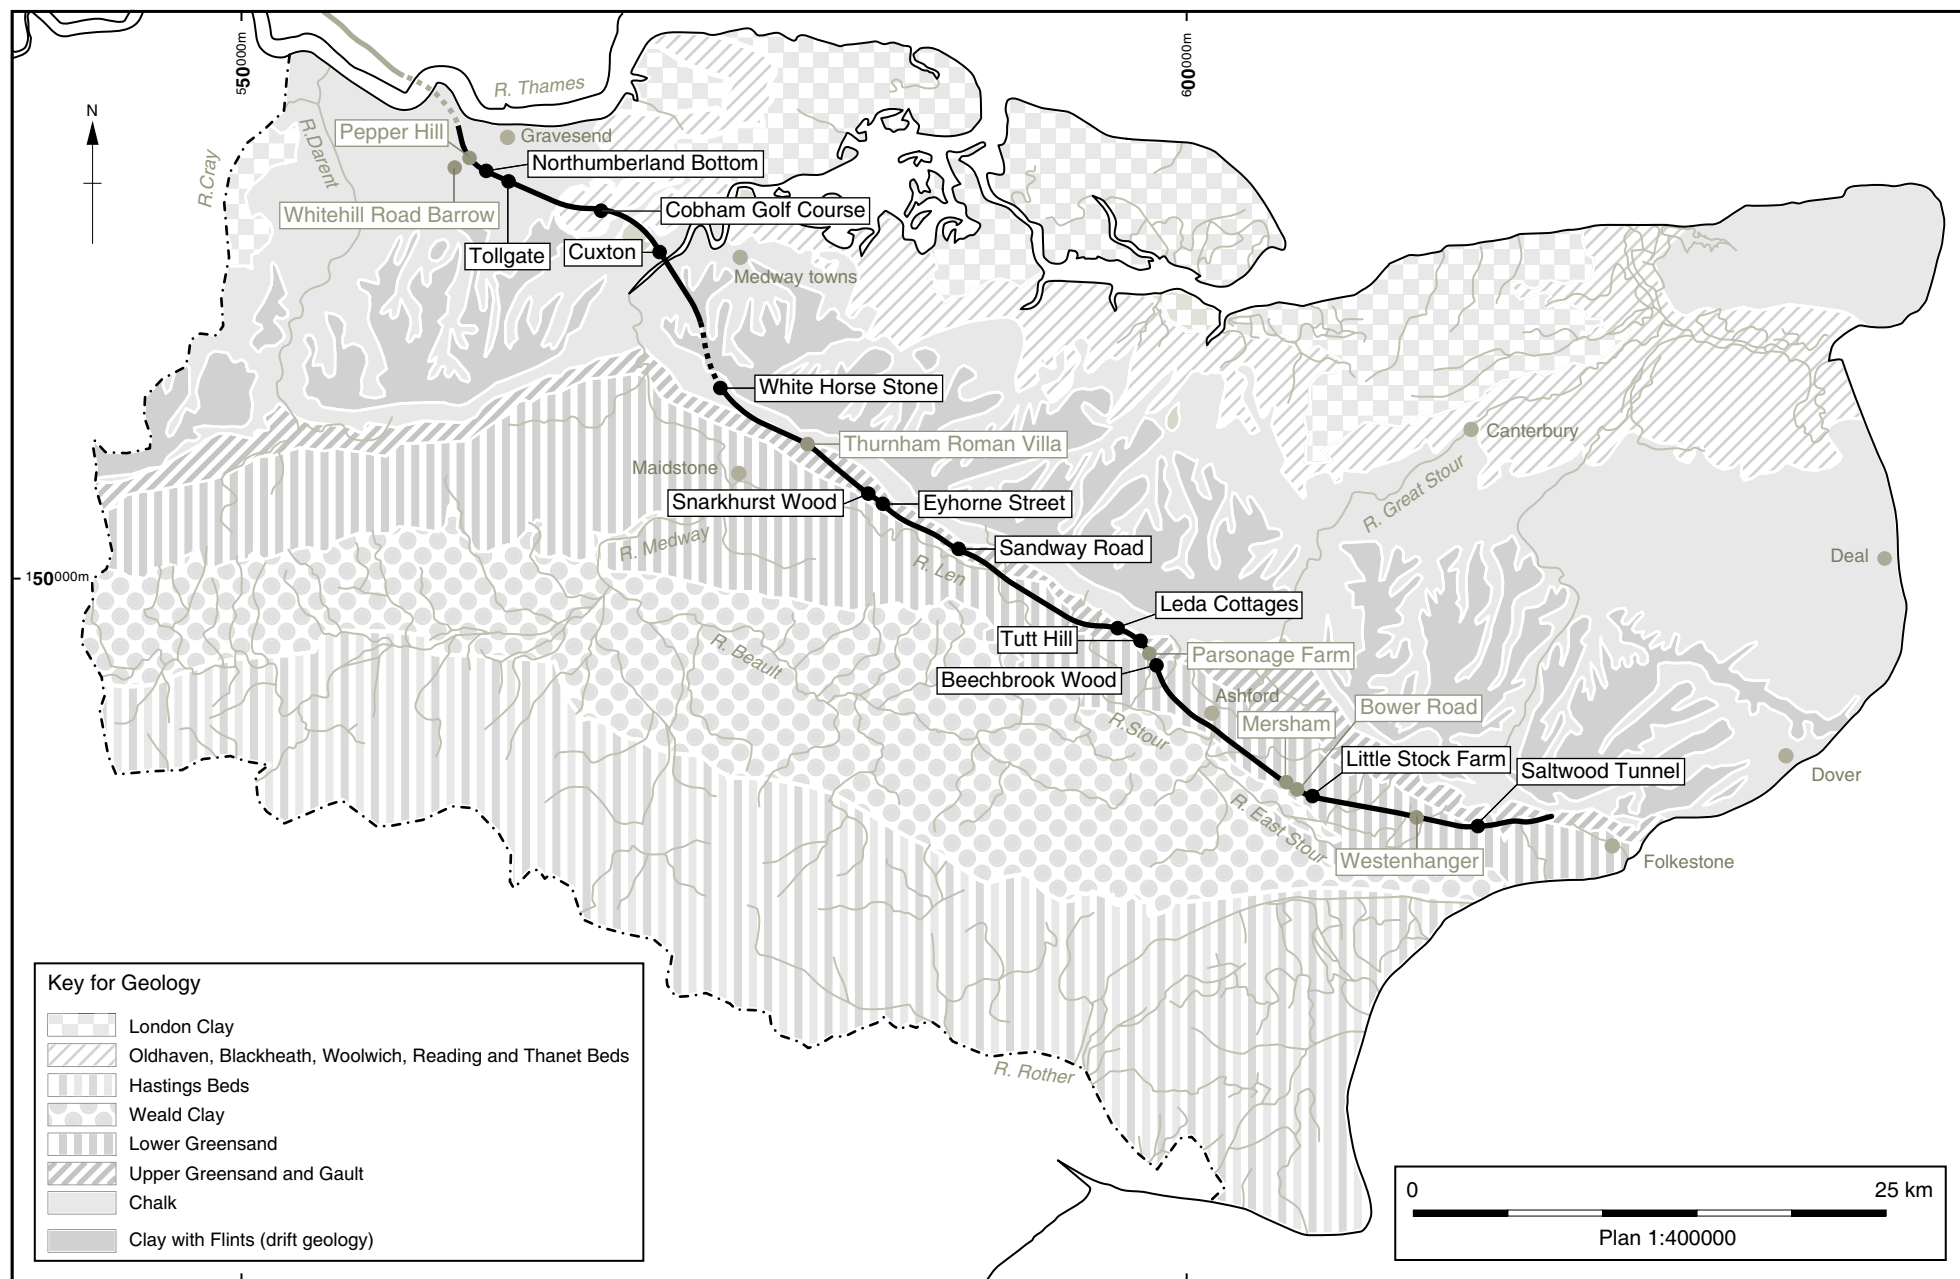 550000m
600000m
N
R. Thames
Pepper Hill
Gravesend
R.Darent
R.Cray
Northumberland Bottom
Whitehill Road Barrow
Cobham Golf Course
Tollgate
Cuxton
Medway towns
White Horse Stone
Thurnham Roman Villa
Canterbury
Maidstone
R. Great Stour
Snarkhurst Wood
Eyhorne Street
R. Medway
Sandway Road
R. Len
Deal
150000m
Leda Cottages
Tutt Hill
R. Beault
Parsonage Farm
Beechbrook Wood
Ashford
Bower Road
Mersham
R.Stour
Little Stock Farm
Saltwood Tunnel
Dover
R. East Stour
Westenhanger
Folkestone
R. Rother
Key for Geology
London Clay
Oldhaven, Blackheath, Woolwich, Reading and Thanet Beds
Hastings Beds
Weald Clay
Lower Greensand
Upper Greensand and Gault
Chalk
Clay with Flints (drift geology)
0 25 km
Plan 1:400000